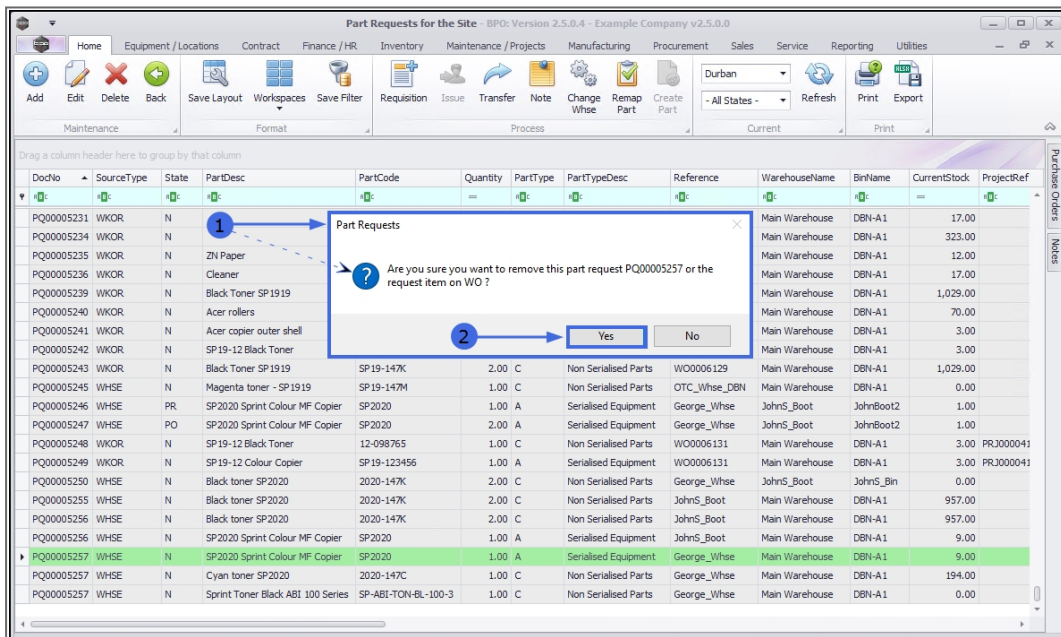 Part Requests for the Site - BPO: Version 2.5.0.4 - Example Company v2.5.0.0
Home Equipment / Locations Contract Finance / HR Inventory Maintenance / Projects Manufacturing Procurement Sales Service Reporting Utilities
Add Edit Delete Back Save Layout Workspaces Save Filter Requisition Issue Transfer Note Change Whse Remap Part Create Part Durban Refresh Print Export
- All States -
Maintenance Format Process Current Print
Drag a column header here to group by that column
DocNo SourceType State PartDesc PartCode Quantity PartType PartTypeDesc Reference WarehouseName BinName CurrentStock ProjectRef
PQ00005231 WKOR N Main Warehouse DBN-A1 17.00
PQ00005234 WKOR N Main Warehouse DBN-A1 323.00
PQ00005235 WKOR N ZN Paper Main Warehouse DBN-A1 12.00
PQ00005236 WKOR N Cleaner Main Warehouse DBN-A1 17.00
PQ00005239 WKOR N Black Toner SP1919 Main Warehouse DBN-A1 1,029.00
PQ00005240 WKOR N Acer rollers Main Warehouse DBN-A1 70.00
PQ00005241 WKOR N Acer copier outer shell Main Warehouse DBN-A1 3.00
PQ00005242 WKOR N SP19-12 Black Toner Main Warehouse DBN-A1 3.00
PQ00005243 WKOR N Black Toner SP1919 SP19-147K 2.00 C Non Serialised Parts WO0006129 Main Warehouse DBN-A1 1,029.00
PQ00005245 WHSE N Magenta toner - SP1919 SP19-147M 1.00 C Non Serialised Parts OTC_Whse_DBN Main Warehouse DBN-A1 0.00
PQ00005246 WHSE PR SP2020 Sprint Colour MF Copier SP2020 1.00 A Serialised Equipment George_Whse JohnS_Boot JohnBoot2 1.00
PQ00005247 WHSE PO SP2020 Sprint Colour MF Copier SP2020 2.00 A Serialised Equipment George_Whse JohnS_Boot JohnBoot2 1.00
PQ00005248 WKOR N SP19-12 Black Toner 12-098765 1.00 C Non Serialised Parts WO0006131 Main Warehouse DBN-A1 3.00 PRJ000041
PQ00005249 WKOR N SP19-12 Colour Copier SP19-123456 1.00 A Serialised Equipment WO0006131 Main Warehouse DBN-A1 3.00 PRJ000041
PQ00005250 WHSE N Black toner SP2020 2020-147K 1.00 C Non Serialised Parts George_Whse JohnS_Boot JohnS_Bin 0.00
PQ00005255 WHSE N Black toner SP2020 2020-147K 2.00 C Non Serialised Parts JohnS_Boot Main Warehouse DBN-A1 957.00
PQ00005256 WHSE N Black toner SP2020 2020-147K 2.00 C Non Serialised Parts JohnS_Boot Main Warehouse DBN-A1 957.00
PQ00005256 WHSE N SP2020 Sprint Colour MF Copier SP2020 1.00 A Serialised Equipment JohnS_Boot Main Warehouse DBN-A1 9.00
PQ00005257 WHSE N SP2020 Sprint Colour MF Copier SP2020 1.00 A Serialised Equipment George_Whse Main Warehouse DBN-A1 9.00
PQ00005257 WHSE N Cyan toner SP2020 2020-147C 1.00 C Non Serialised Parts George_Whse Main Warehouse DBN-A1 194.00
PQ00005257 WHSE N Sprint Toner Black ABI 100 Series SP-ABI-TON-BL-100-3 1.00 C Non Serialised Parts George_Whse Main Warehouse DBN-A1 0.00
1
Part Requests
Are you sure you want to remove this part request PQ00005257 or the
request item on WO ?
2
Yes No
Purchase Orders
Notes